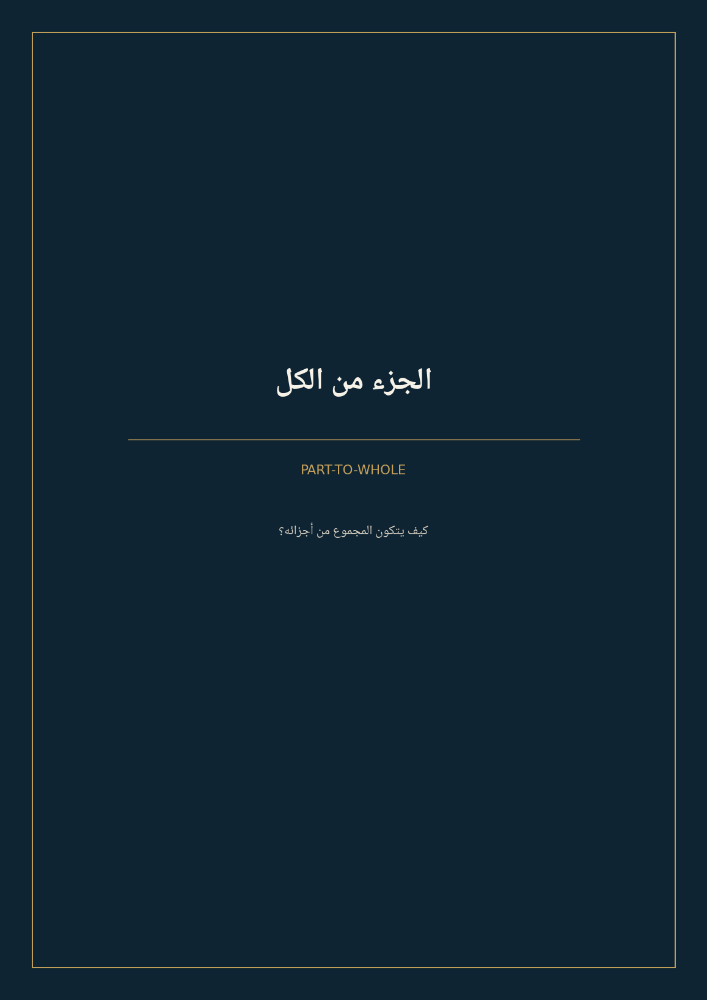 الجزء من الكل
PART-TO-WHOLE
كيف يتكون المجموع من أجزائه؟